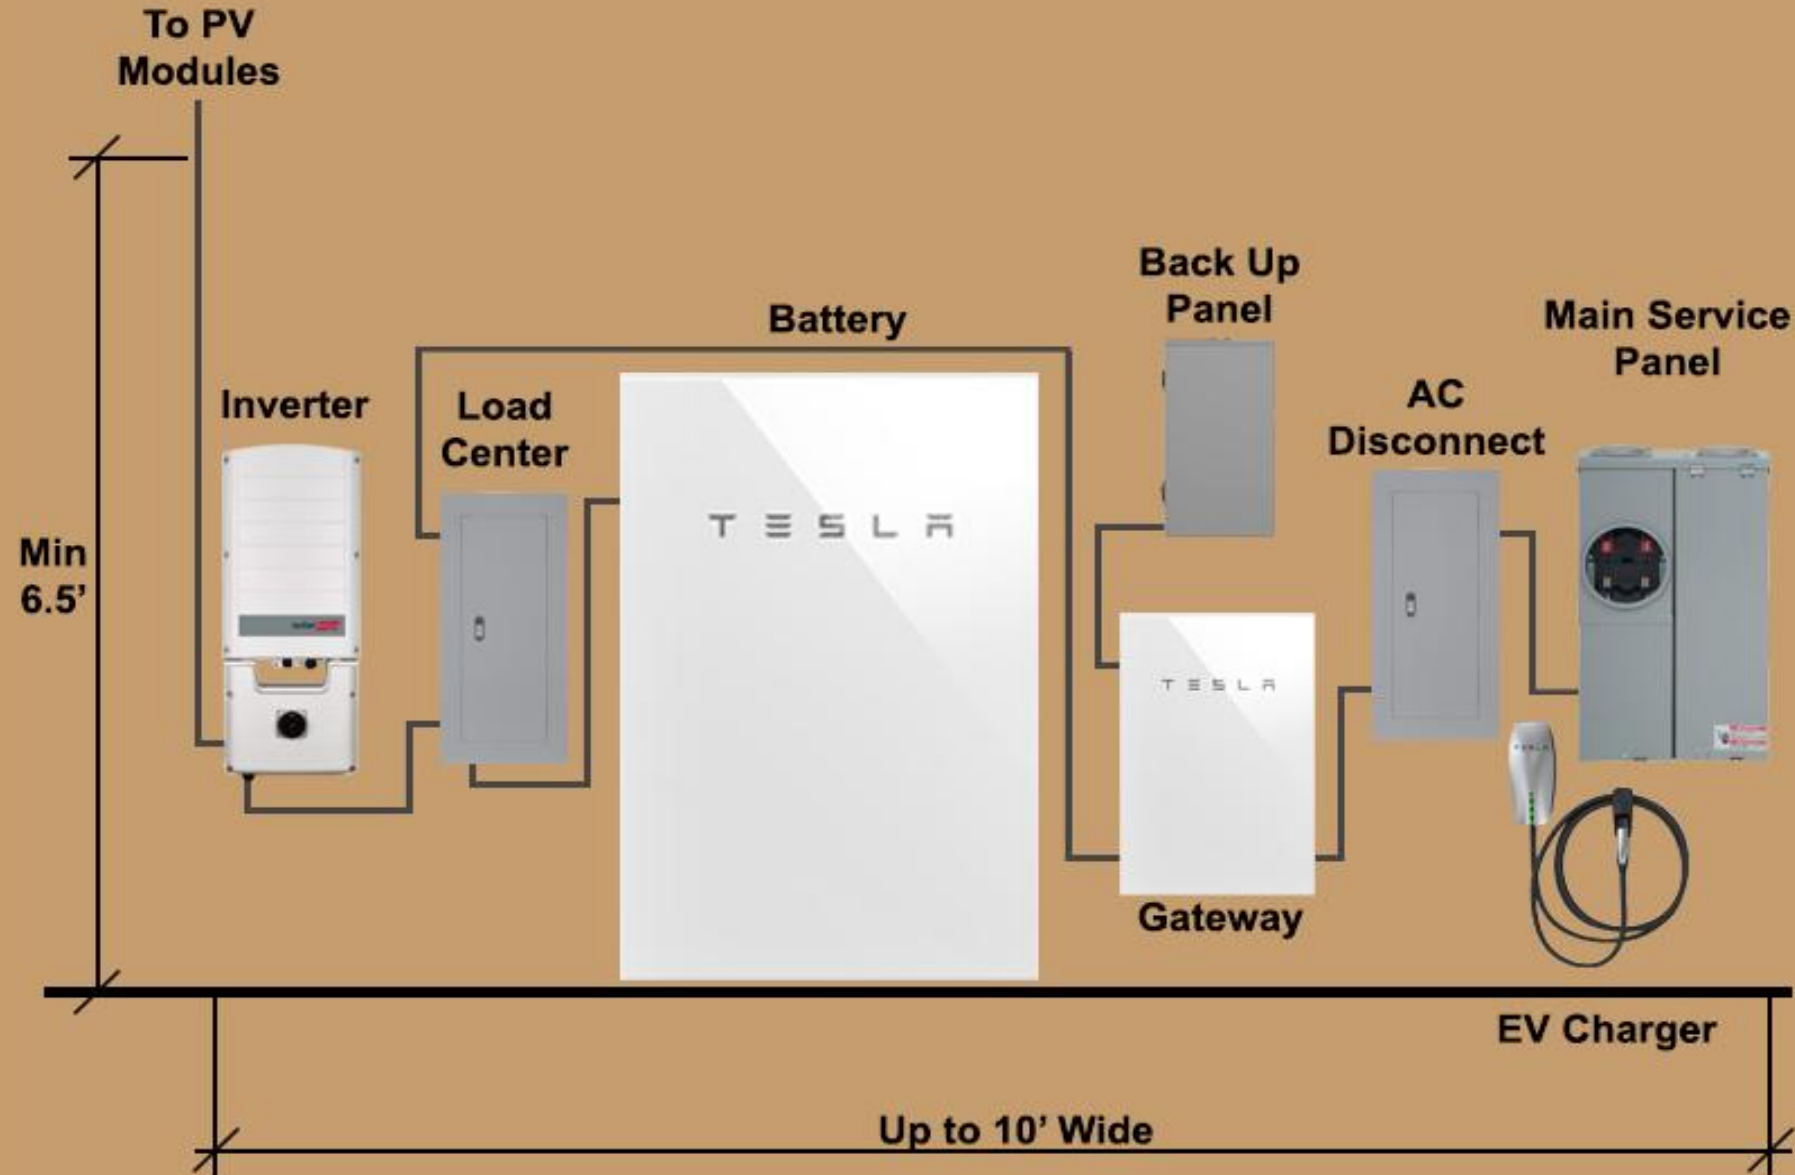 To PV
Modules
Back Up
Panel
Battery
Main Service
Panel
Inverter
Load
Center
AC
Disconnect
TESLA
Min
6.5’
TESLA
Gateway
EV Charger
Up to 10’ Wide